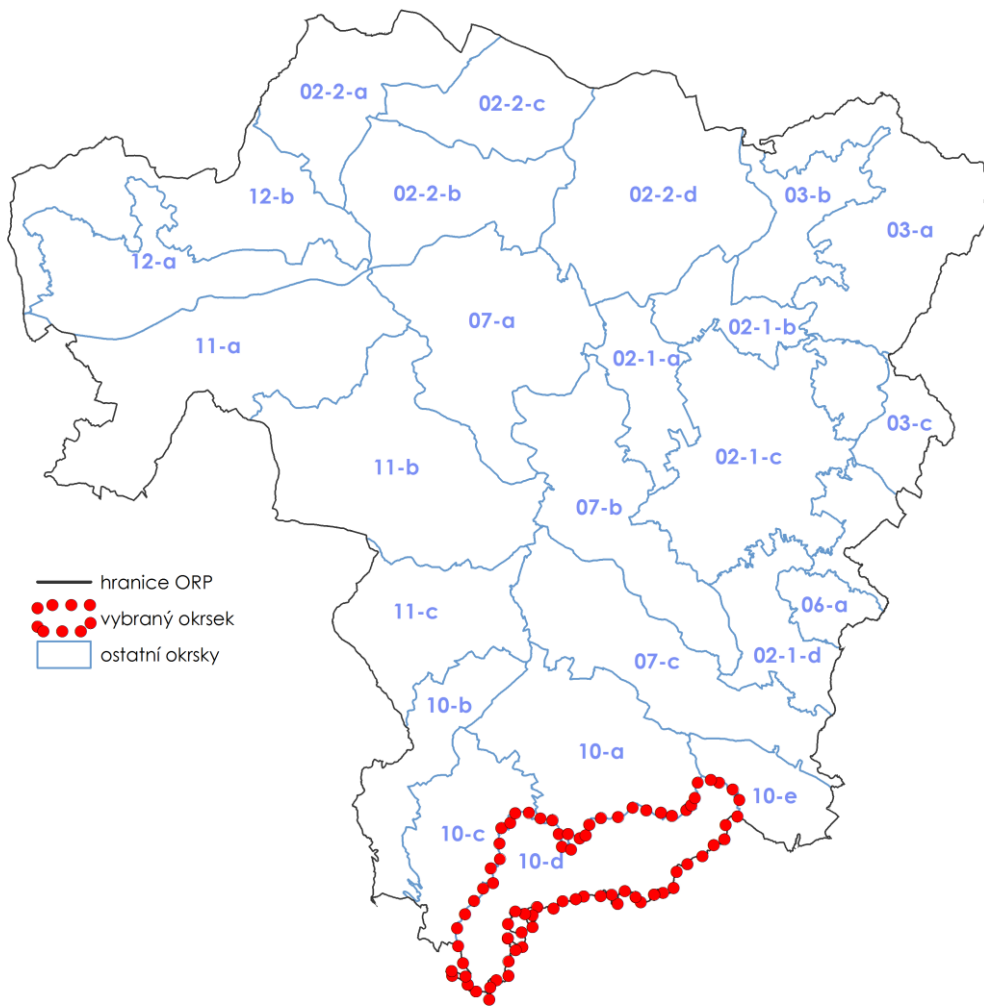 02-2-a
02-2-c
12-b
02-2-b
02-2-d
03-b
03-a
12-a
07-a
11-a
02-1-a
02-1-b
03-c
11-b
02-1-c
07-b
hranice ORP
vybraný okrsek
ostatní okrsky
11-c
06-a
07-c
02-1-d
10-b
10-a
10-e
10-c
10-d